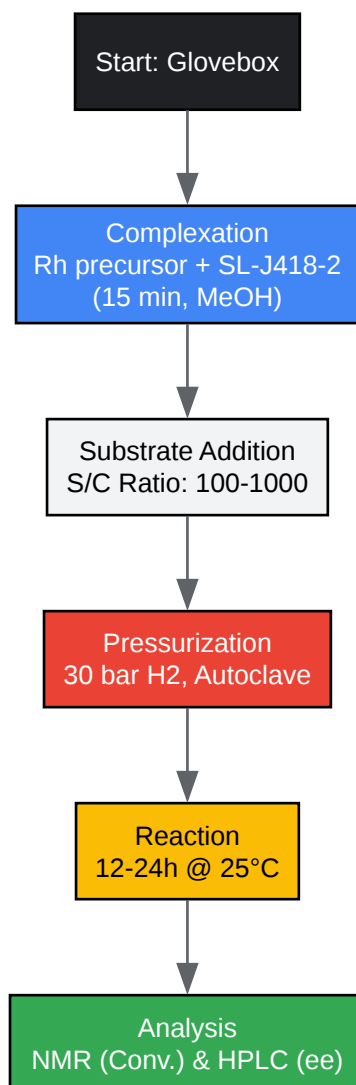 Start: Glovebox
Complexation
Rh precursor + SL-J418-2
(15 min, MeOH)
Substrate Addition
S/C Ratio: 100-1000
Pressurization
30 bar H2, Autoclave
Reaction
12-24h @ 25°C
Analysis
NMR (Conv.) & HPLC (ee)